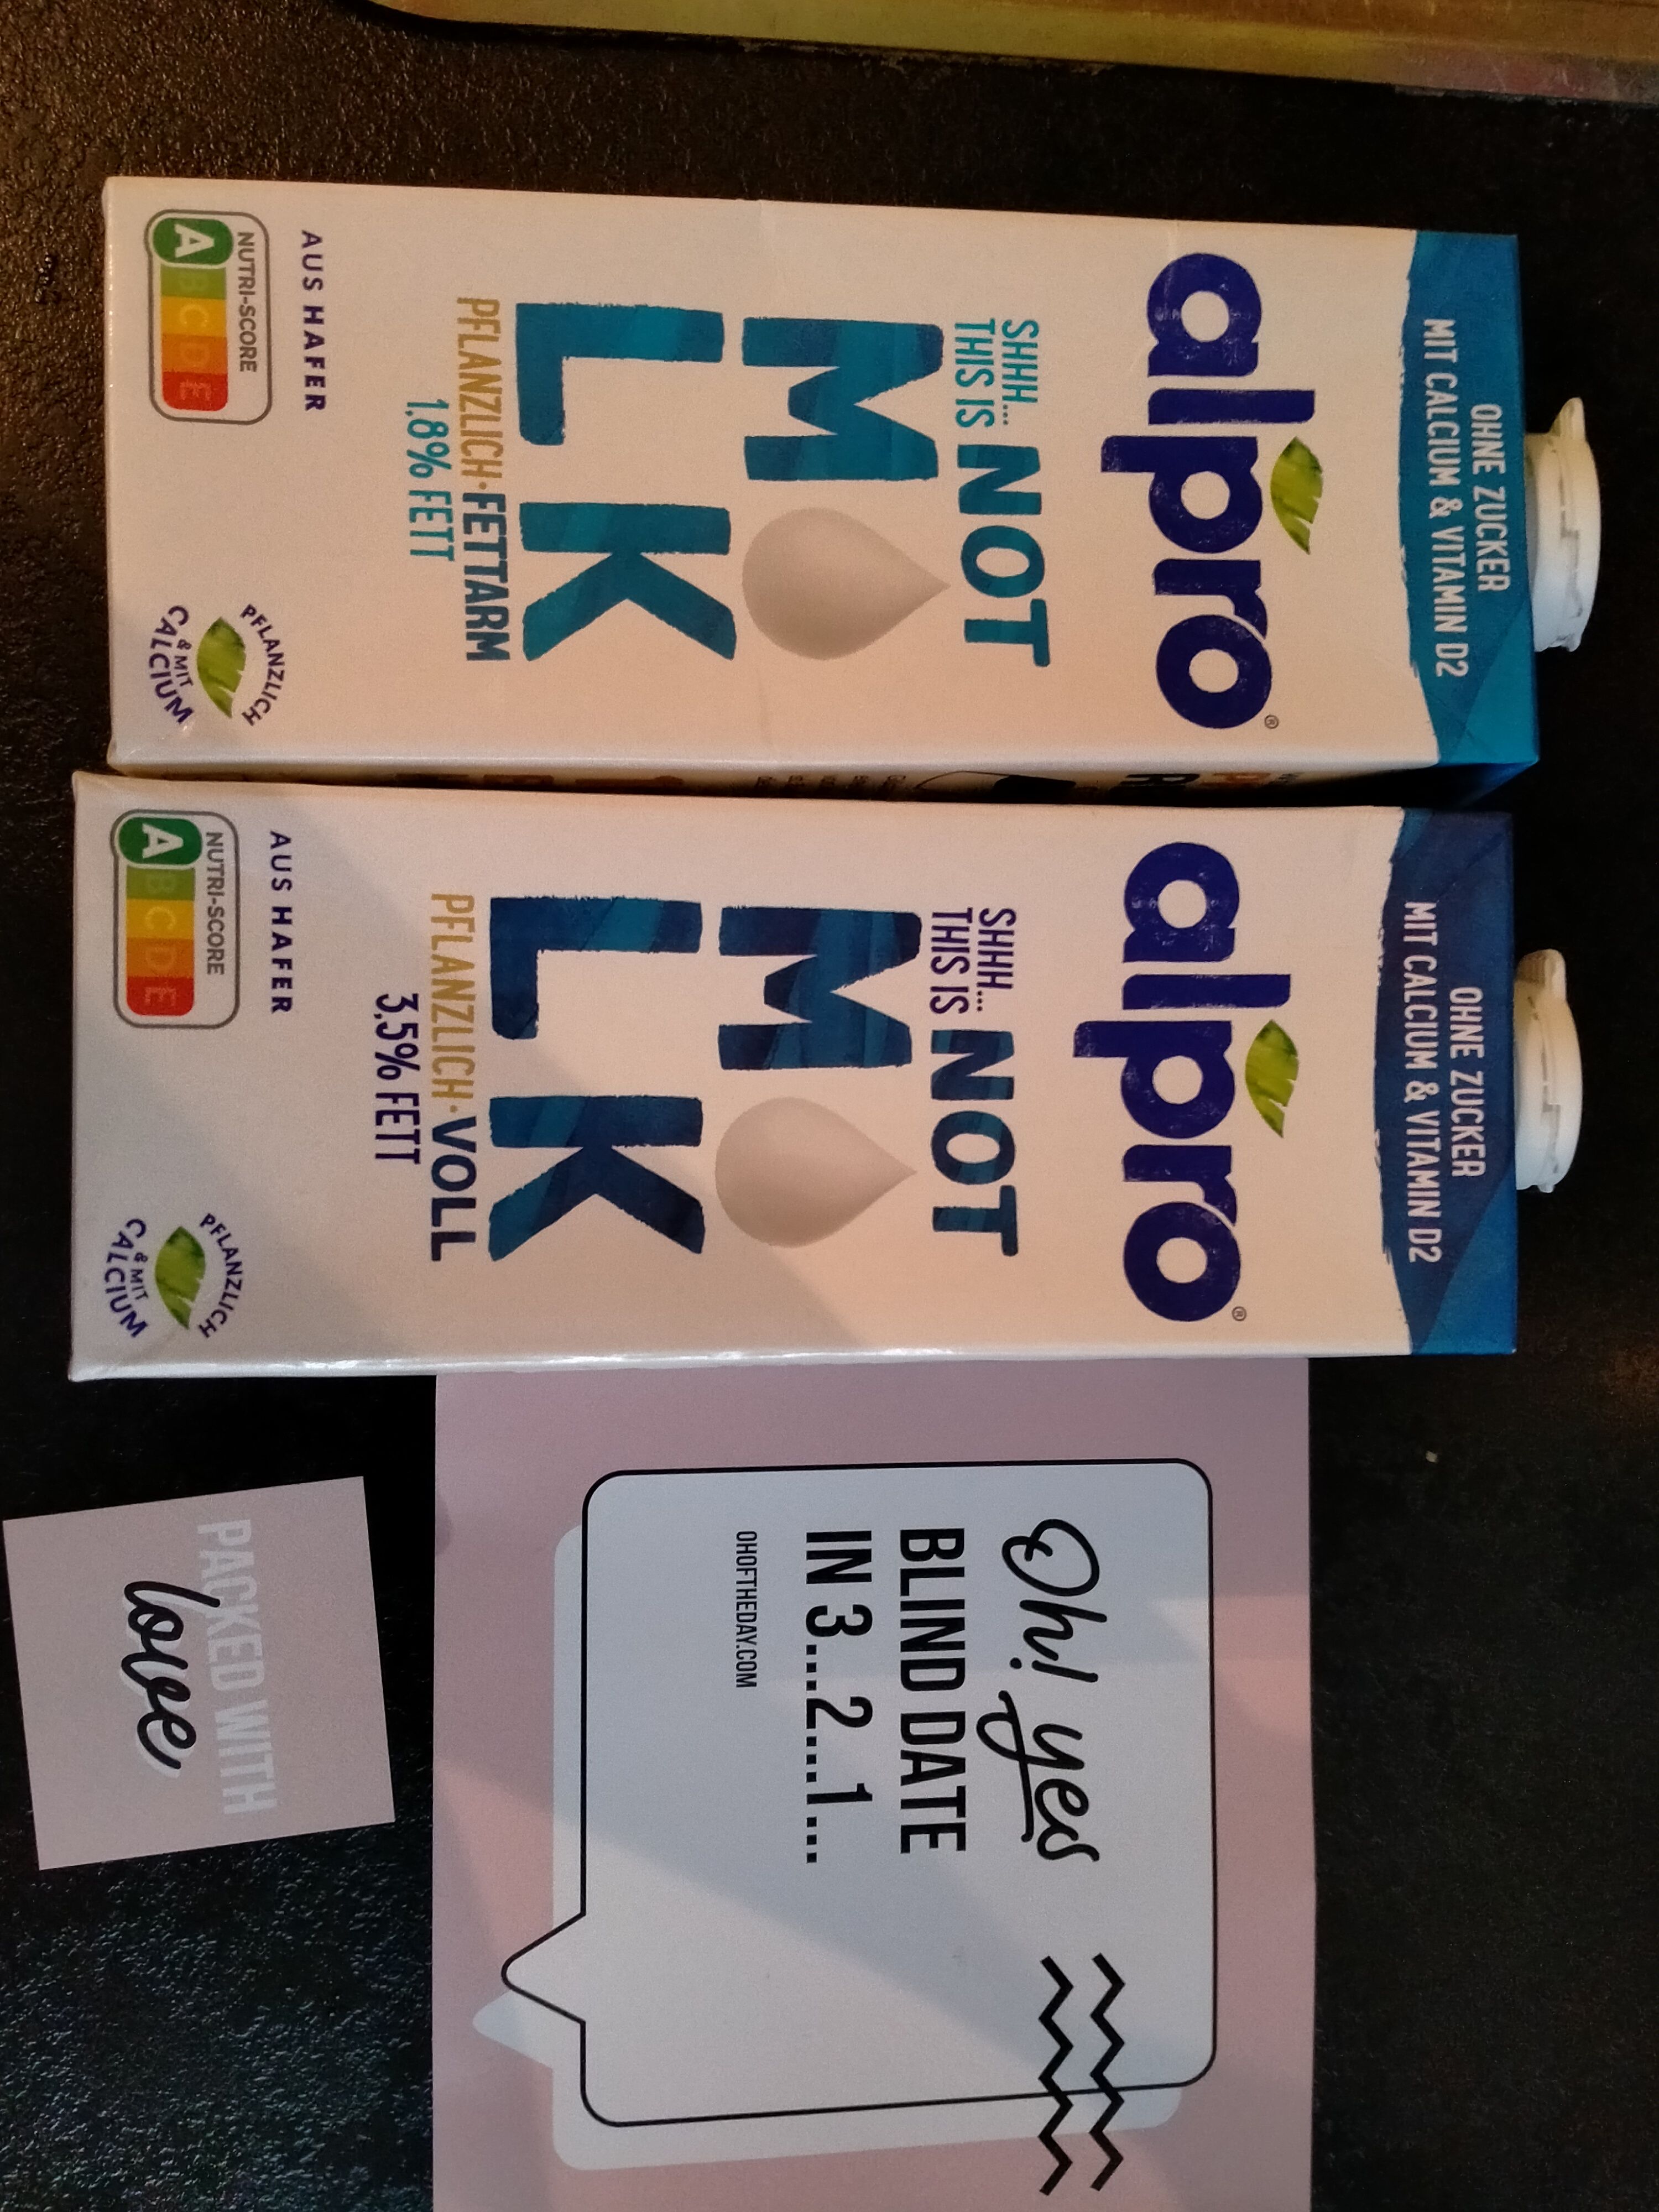 OHNE ZUCKER
MIT CALCIUM & VITAMIN D2
alpro®
SHHH...
THIS IS NOT
M LK
PFLANZLICH·FETTARM
1,8% FETT
AUS HAFER
NUTRI-SCORE
A B C D E
PFLANZLICH
& MIT
CALCIUM
OHNE ZUCKER
MIT CALCIUM & VITAMIN D2
alpro®
SHHH...
THIS IS NOT
M LK
PFLANZLICH·VOLL
3,5% FETT
AUS HAFER
NUTRI-SCORE
A B C D E
PFLANZLICH
& MIT
CALCIUM
Oh! yes
BLIND DATE
IN 3...2...1...
OHOFTHEDAY.COM
PACKED WITH
love